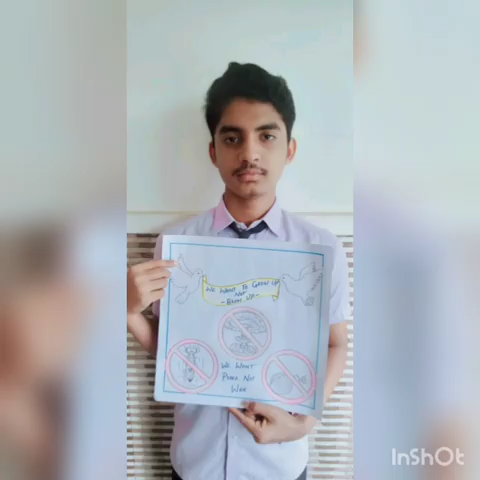 We Want To Grow Up
Not
- Blow Up -
We Want
Peace Not
War
InShOt